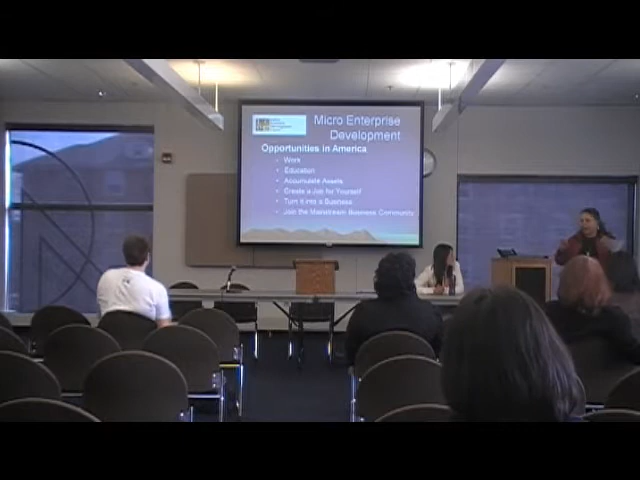 Micro Enterprise
Development
Opportunities in America
Work
Education
Accumulate Assets
Create a Job for Yourself
Turn it into a Business
Join the Mainstream Business Community